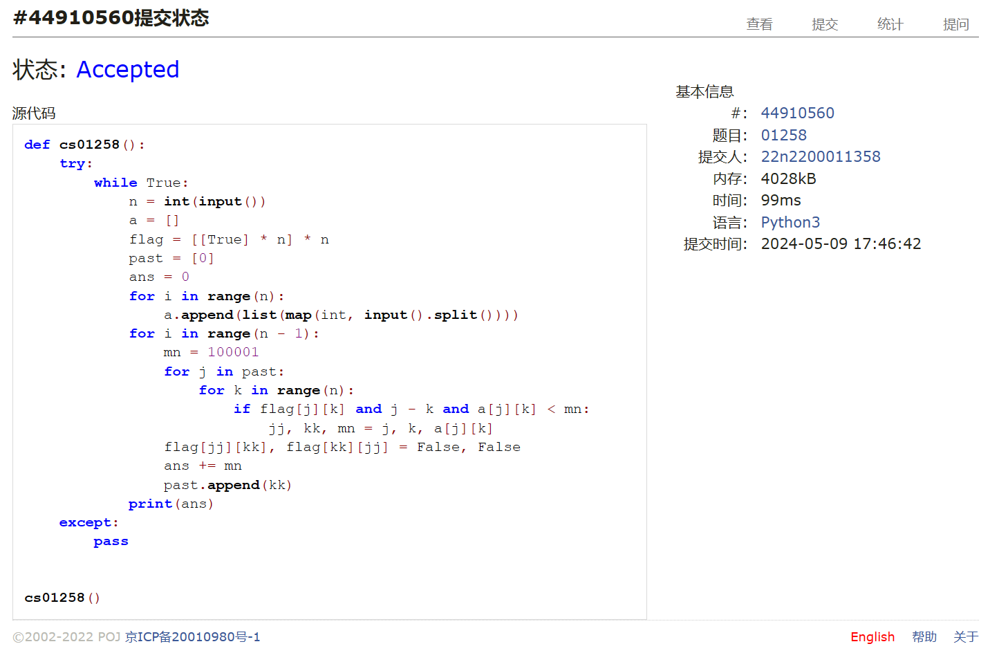 #44910560提交状态
查看 提交 统计 提问
状态: Accepted
源代码
def cs01258():
    try:
        while True:
            n = int(input())
            a = []
            flag = [[True] * n] * n
            past = [0]
            ans = 0
            for i in range(n):
                a.append(list(map(int, input().split())))
            for i in range(n - 1):
                mn = 100001
                for j in past:
                    for k in range(n):
                        if flag[j][k] and j - k and a[j][k] < mn:
                            jj, kk, mn = j, k, a[j][k]
                flag[jj][kk], flag[kk][jj] = False, False
                ans += mn
                past.append(kk)
            print(ans)
    except:
        pass
cs01258()
基本信息
#: 44910560
题目: 01258
提交人: 22n2200011358
内存: 4028kB
时间: 99ms
语言: Python3
提交时间: 2024-05-09 17:46:42
©2002-2022 POJ 京ICP备20010980号-1
English 帮助 关于